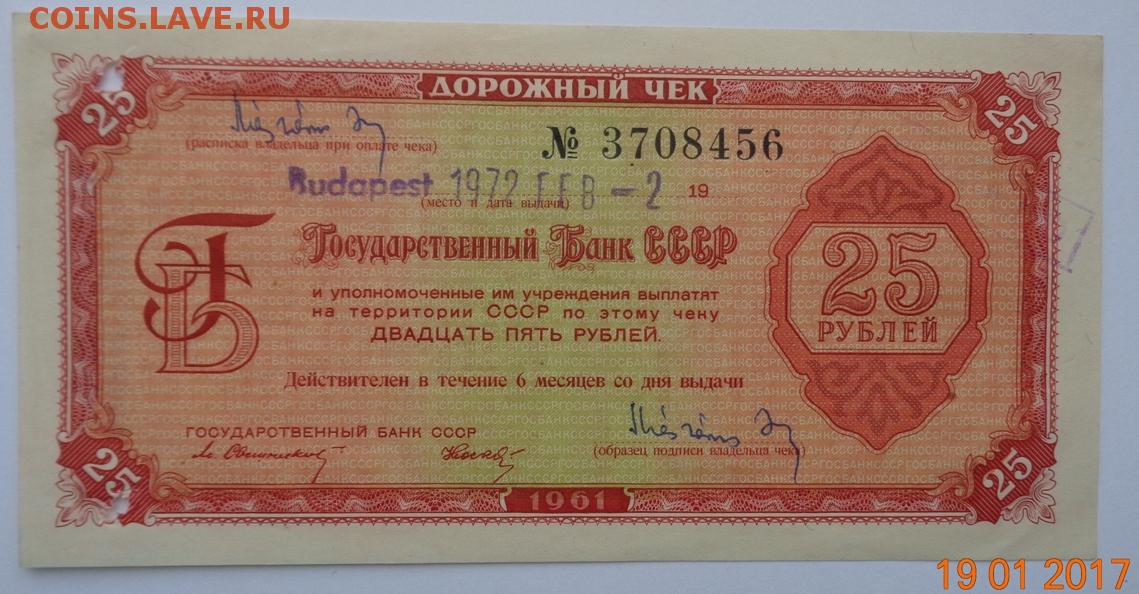 COINS.LAVE.RU
ДОРОЖНЫЙ ЧЕК
25
25
(расписка владельца при оплате чека)
№ 3708456
Budapest 1972 FEB -2 19
(место и дата выдачи)
ГБ
Государственный Банк СССР
и уполномоченные им учреждения выплатят
на территории СССР по этому чеку
ДВАДЦАТЬ ПЯТЬ РУБЛЕЙ.
25
РУБЛЕЙ
Действителен в течение 6 месяцев со дня выдачи
ГОСУДАРСТВЕННЫЙ БАНК СССР
(образец подписи владельца чека)
25
25
1961
19 01 2017